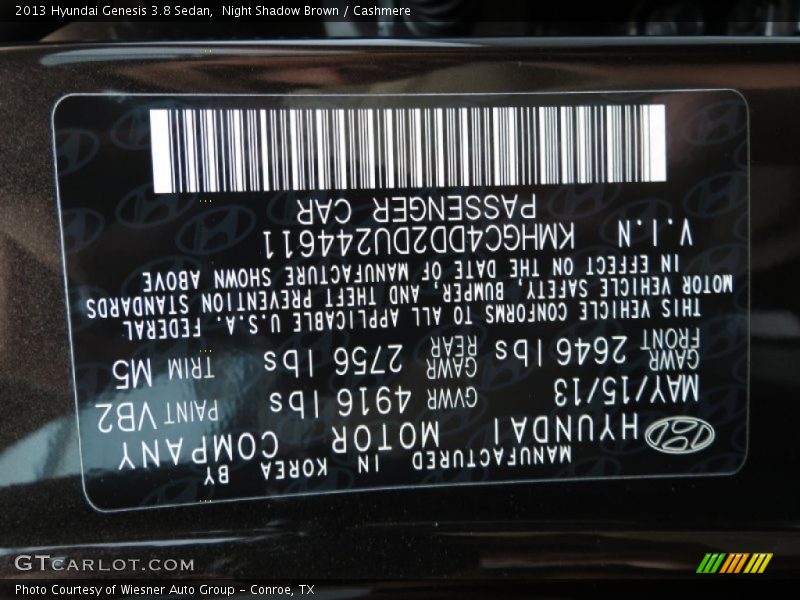 2013 Hyundai Genesis 3.8 Sedan,  Night Shadow Brown / Cashmere
MANUFACTURED IN KOREA BY
HYUNDAI MOTOR COMPANY
MAY/15/13 GVWR 4916 lbs PAINT VB2
GAWR FRONT 2646 lbs GAWR REAR 2756 lbs TRIM M5
THIS VEHICLE CONFORMS TO ALL APPLICABLE U.S.A. FEDERAL
MOTOR VEHICLE SAFETY, BUMPER, AND THEFT PREVENTION STANDARDS
IN EFFECT ON THE DATE OF MANUFACTURE SHOWN ABOVE
V.I.N KMHGC4DD2DU244611
PASSENGER CAR
GTCARLOT.COM
Photo Courtesy of Wiesner Auto Group - Conroe, TX